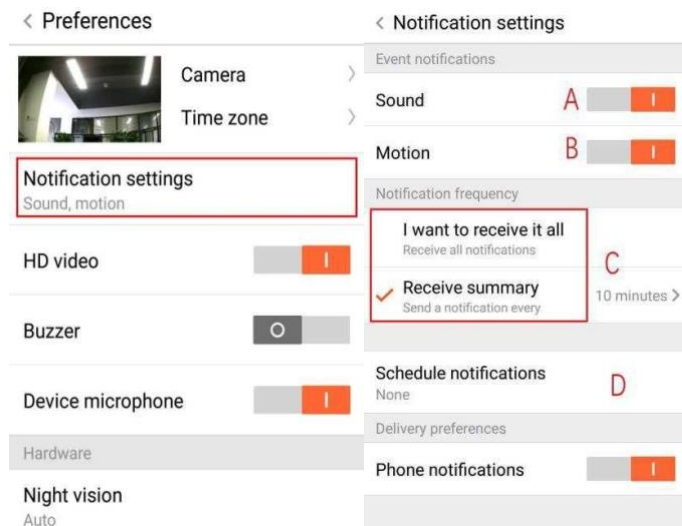 Preferences
Camera
Time zone
Notification settings
Sound, motion
HD video
Buzzer
Device microphone
Hardware
Night vision
Auto
Notification settings
Event notifications
Sound A
Motion B
Notification frequency
I want to receive it all
Receive all notifications
C
Receive summary
10 minutes
Send a notification every
Schedule notifications
None
D
Delivery preferences
Phone notifications